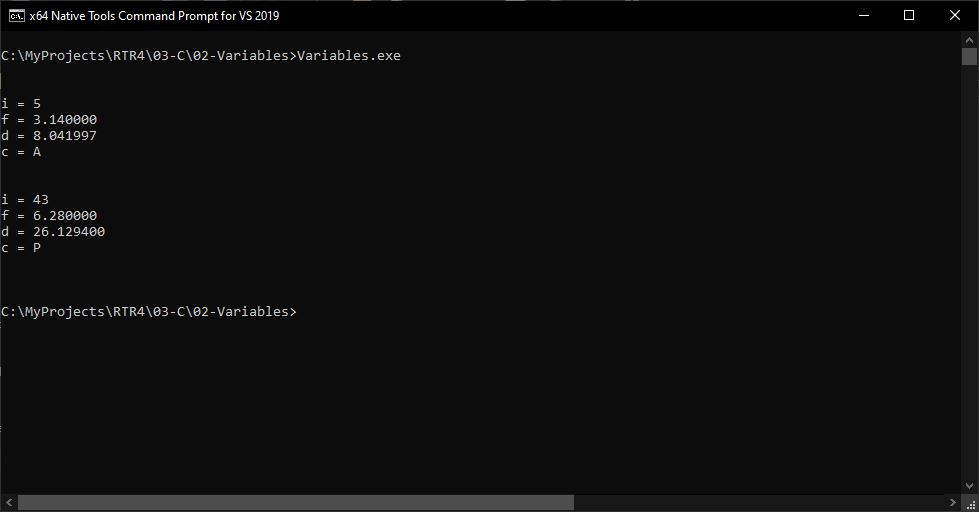 x64 Native Tools Command Prompt for VS 2019
C:\MyProjects\RTR4\03-C\02-Variables>Variables.exe
i = 5
f = 3.140000
d = 8.041997
c = A
i = 43
f = 6.280000
d = 26.129400
c = P
C:\MyProjects\RTR4\03-C\02-Variables>